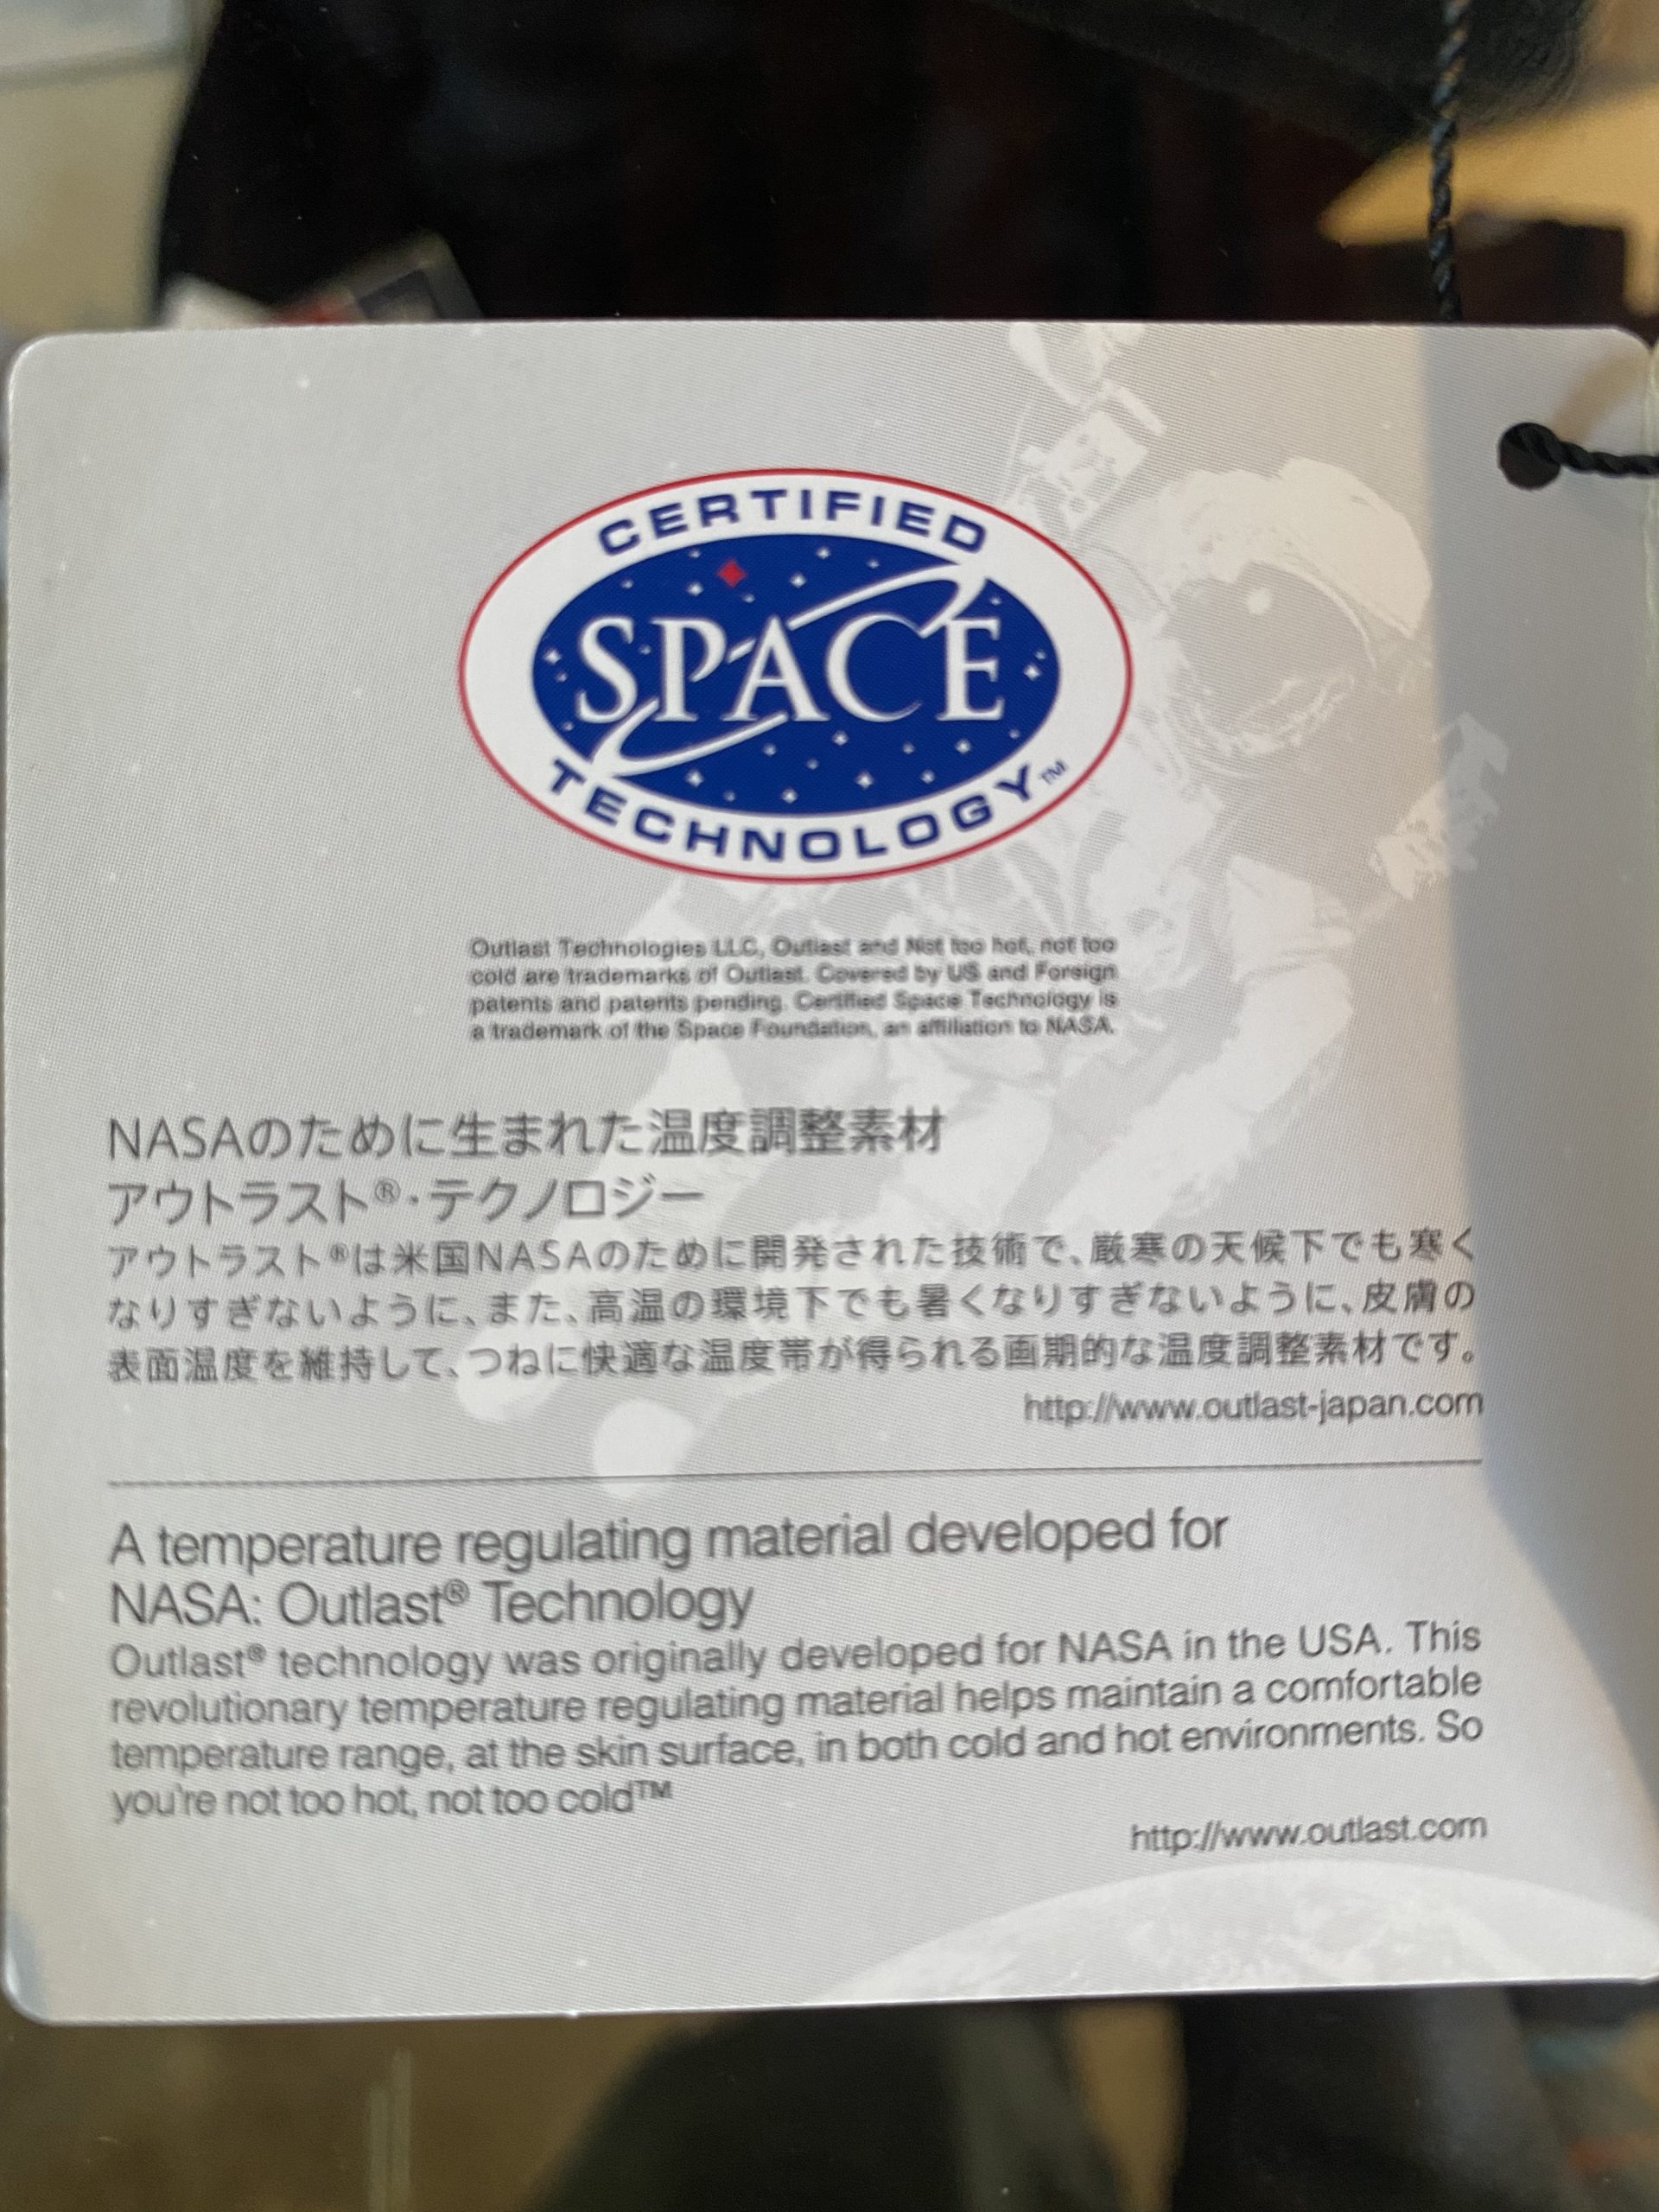 CERTIFIED
SPACE
TECHNOLOGY™
Outlast Technologies LLC, Outlast and Not too hot, not too
cold are trademarks of Outlast. Covered by US and Foreign
patents and patents pending. Certified Space Technology is
a trademark of the Space Foundation, an affiliation to NASA.
NASAのために生まれた温度調整素材
アウトラスト®・テクノロジー
アウトラスト®は米国NASAのために開発された技術で、厳寒の天候下でも寒く
なりすぎないように、また、高温の環境下でも暑くなりすぎないように、皮膚の
表面温度を維持して、つねに快適な温度帯が得られる画期的な温度調整素材です。
http://www.outlast-japan.com
A temperature regulating material developed for
NASA: Outlast® Technology
Outlast® technology was originally developed for NASA in the USA. This
revolutionary temperature regulating material helps maintain a comfortable
temperature range, at the skin surface, in both cold and hot environments. So
you're not too hot, not too cold™
http://www.outlast.com